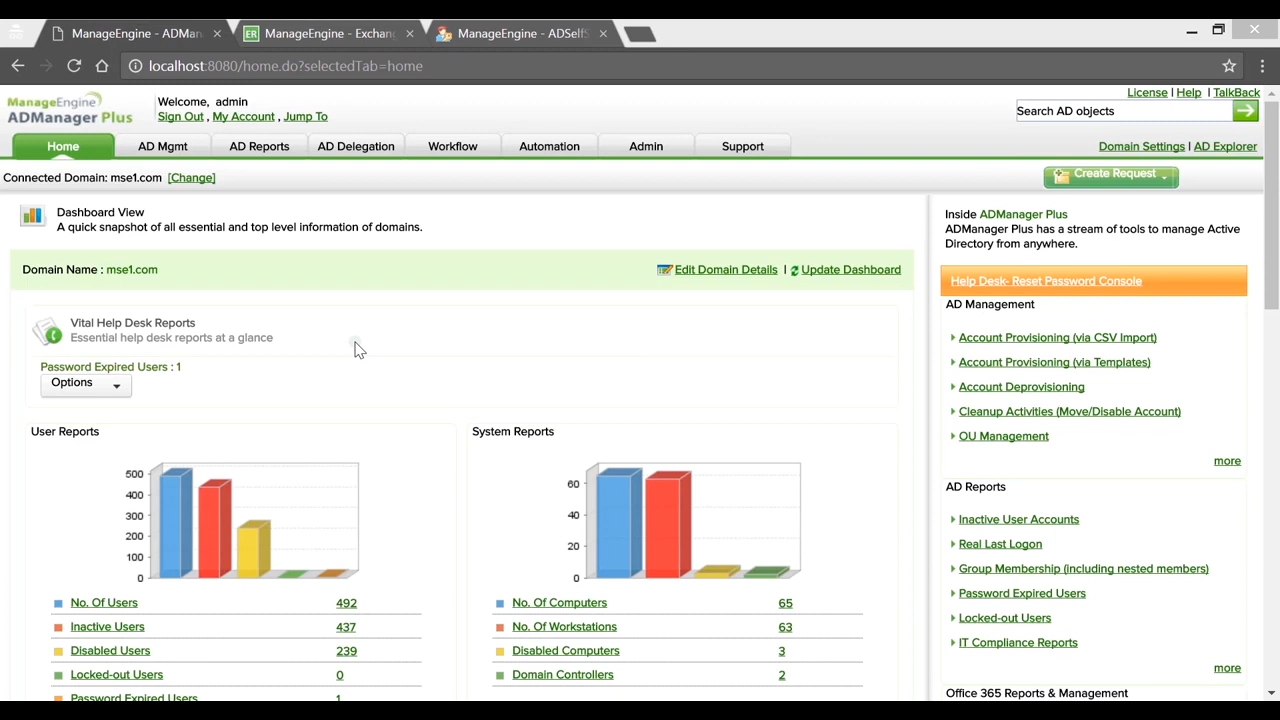 ManageEngine - ADMan
ManageEngine - Exchan
ManageEngine - ADSelfS
localhost:8080/home.do?selectedTab=home
License | Help | TalkBack
ManageEngine
ADManager Plus
Welcome, admin
Sign Out , My Account , Jump To
Search AD objects
Home
AD Mgmt
AD Reports
AD Delegation
Workflow
Automation
Admin
Support
Domain Settings | AD Explorer
Connected Domain: mse1.com [Change]
Create Request
Dashboard View
A quick snapshot of all essential and top level information of domains.
Domain Name : mse1.com
Edit Domain Details | Update Dashboard
Vital Help Desk Reports
Essential help desk reports at a glance
Password Expired Users : 1
Options
User Reports
500
400
300
200
100
0
No. Of Users 492
Inactive Users 437
Disabled Users 239
Locked-out Users 0
Password Expired Users 1
System Reports
60
40
20
0
No. Of Computers 65
No. Of Workstations 63
Disabled Computers 3
Domain Controllers 2
Inside ADManager Plus
ADManager Plus has a stream of tools to manage Active
Directory from anywhere.
Help Desk- Reset Password Console
AD Management
Account Provisioning (via CSV Import)
Account Provisioning (via Templates)
Account Deprovisioning
Cleanup Activities (Move/Disable Account)
OU Management
more
AD Reports
Inactive User Accounts
Real Last Logon
Group Membership (including nested members)
Password Expired Users
Locked-out Users
IT Compliance Reports
more
Office 365 Reports & Management